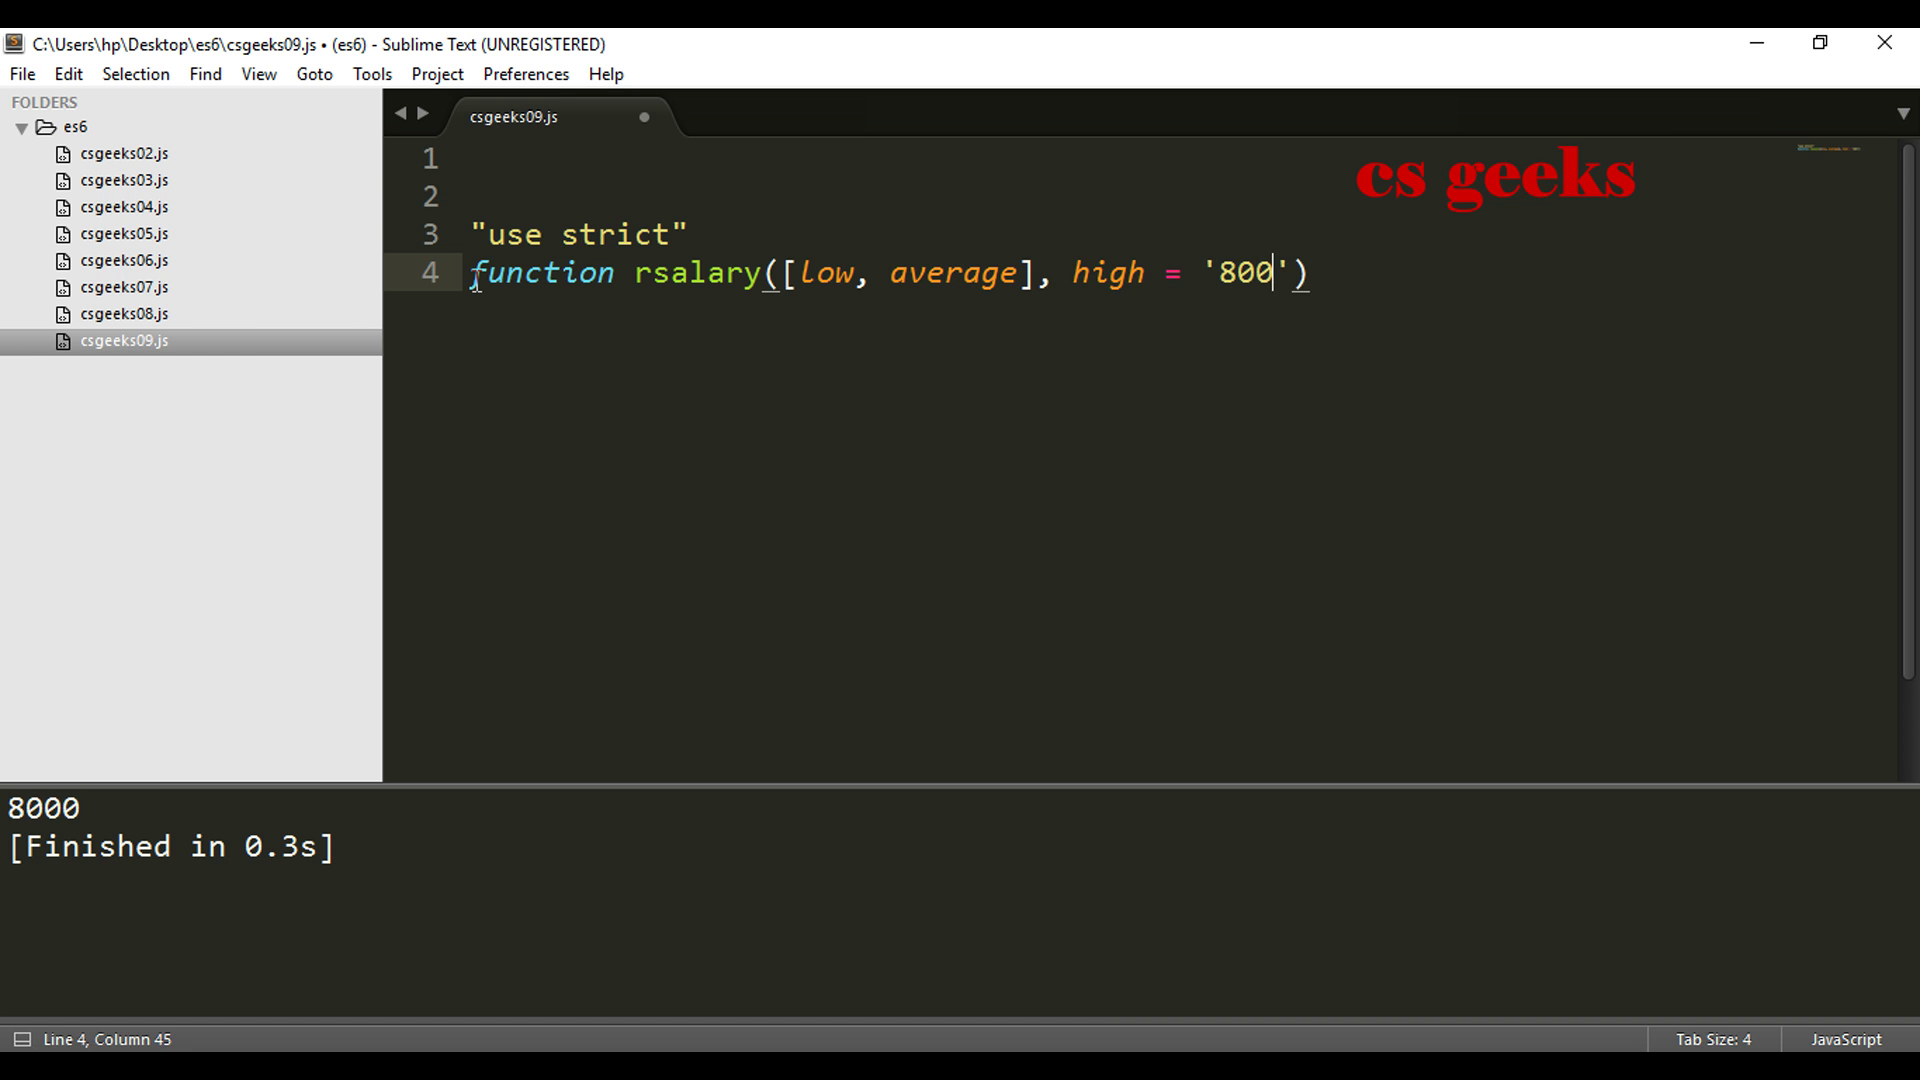 C:\Users\hp\Desktop\es6\csgeeks09.js • (es6) - Sublime Text (UNREGISTERED)
File Edit Selection Find View Goto Tools Project Preferences Help
FOLDERS
es6
csgeeks02.js
csgeeks03.js
csgeeks04.js
csgeeks05.js
csgeeks06.js
csgeeks07.js
csgeeks08.js
csgeeks09.js
csgeeks09.js
cs geeks
1
2
3 "use strict"
4 function rsalary([low, average], high = '800')
8000
[Finished in 0.3s]
Line 4, Column 45 Tab Size: 4 JavaScript